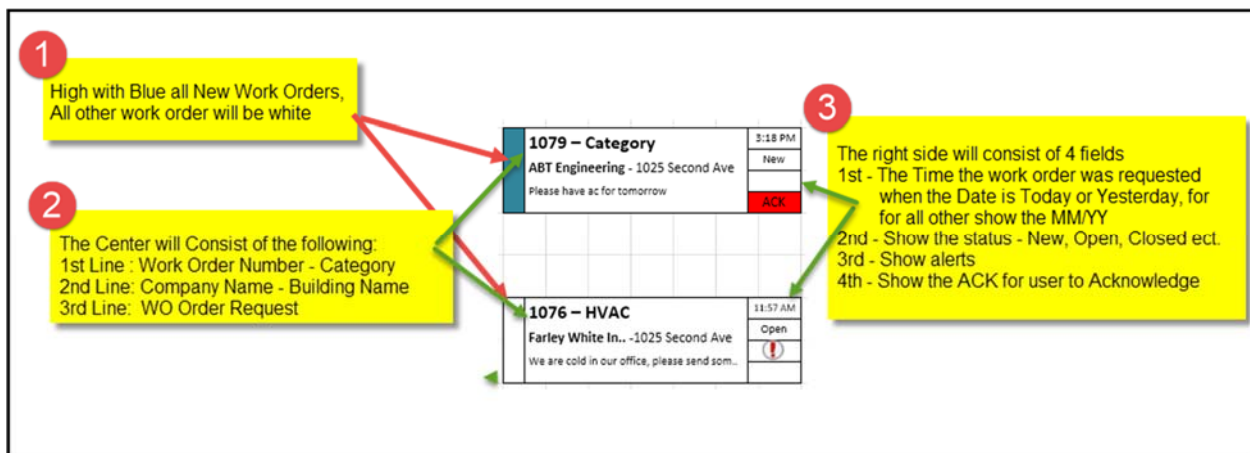 1
High with Blue all New Work Orders,
All other work order will be white
2
The Center will Consist of the following:
1st Line : Work Order Number - Category
2nd Line: Company Name - Building Name
3rd Line:  WO Order Request
1079 – Category
ABT Engineering - 1025 Second Ave
Please have ac for tomorrow
3:18 PM
New
ACK
1076 – HVAC
Farley White In.. -1025 Second Ave
We are cold in our office, please send som..
11:57 AM
Open
!
3
The right side will consist of 4 fields
1st - The Time the work order was requested
when the Date is Today or Yesterday, for
for all other show the MM/YY
2nd - Show the status - New, Open, Closed ect.
3rd - Show alerts
4th - Show the ACK for user to Acknowledge